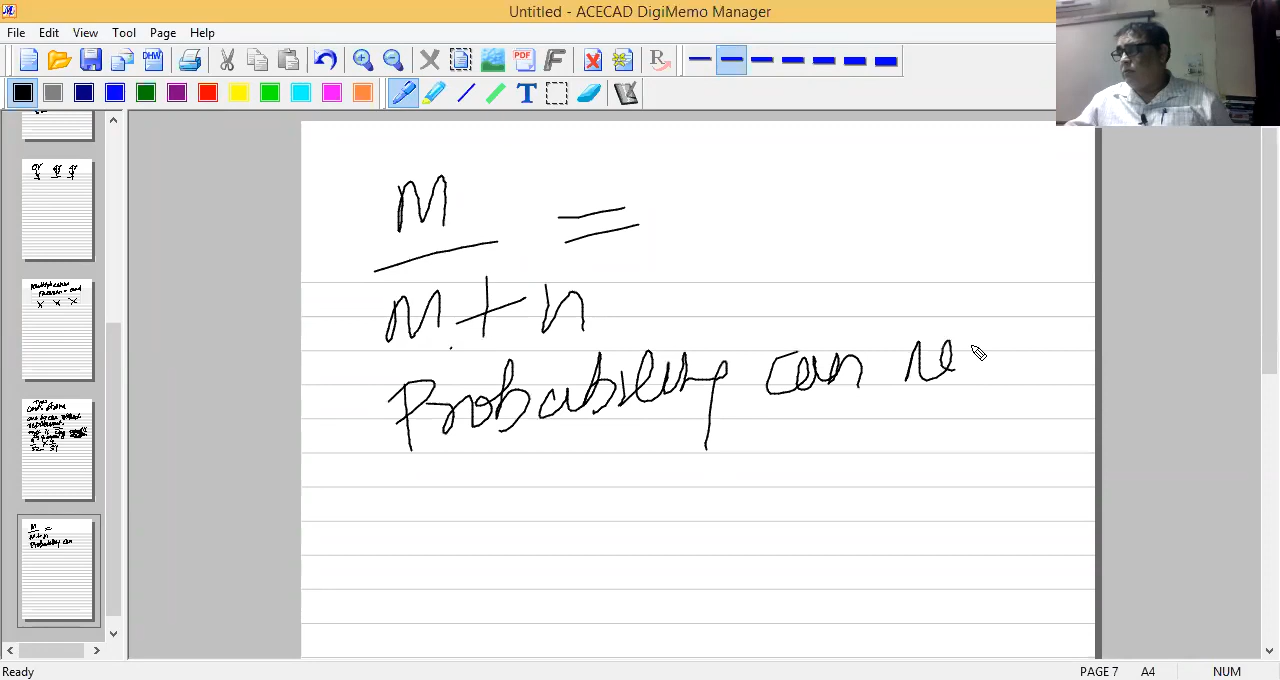 Untitled - ACECAD DigiMemo Manager
File Edit View Tool Page Help
M
=
M + n
Probability can ne
Ready
PAGE 7 A4 NUM